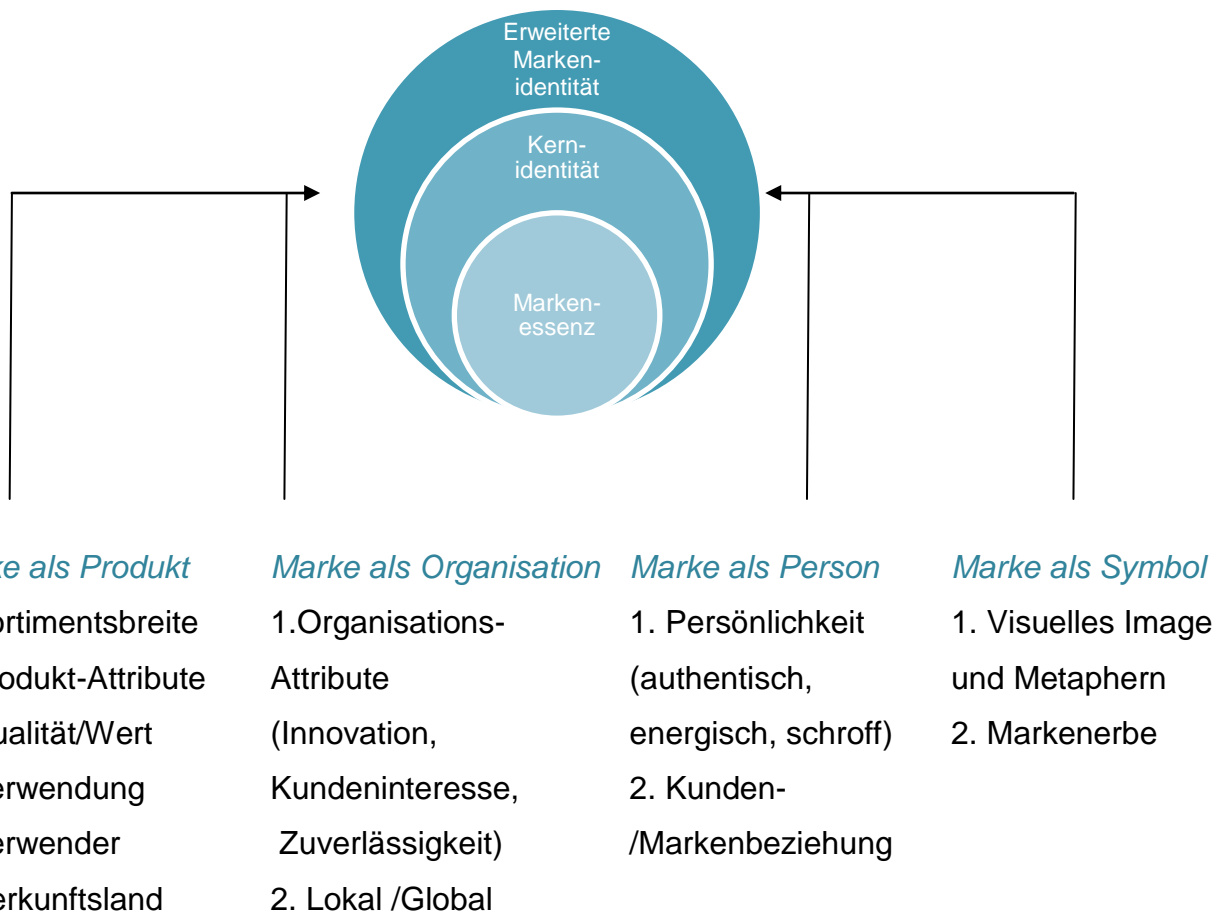 Erweiterte
Marken-
identität
Kern-
identität
Marken-
essenz
ke als Produkt
ortimentsbreite
odukt-Attribute
ualität/Wert
erwendung
erwender
erkunftsland
Marke als Organisation
1.Organisations-
Attribute
(Innovation,
Kundeninteresse,
Zuverlässigkeit)
2. Lokal /Global
Marke als Person
1. Persönlichkeit
(authentisch,
energisch, schroff)
2. Kunden-
/Markenbeziehung
Marke als Symbol
1. Visuelles Image
und Metaphern
2. Markenerbe